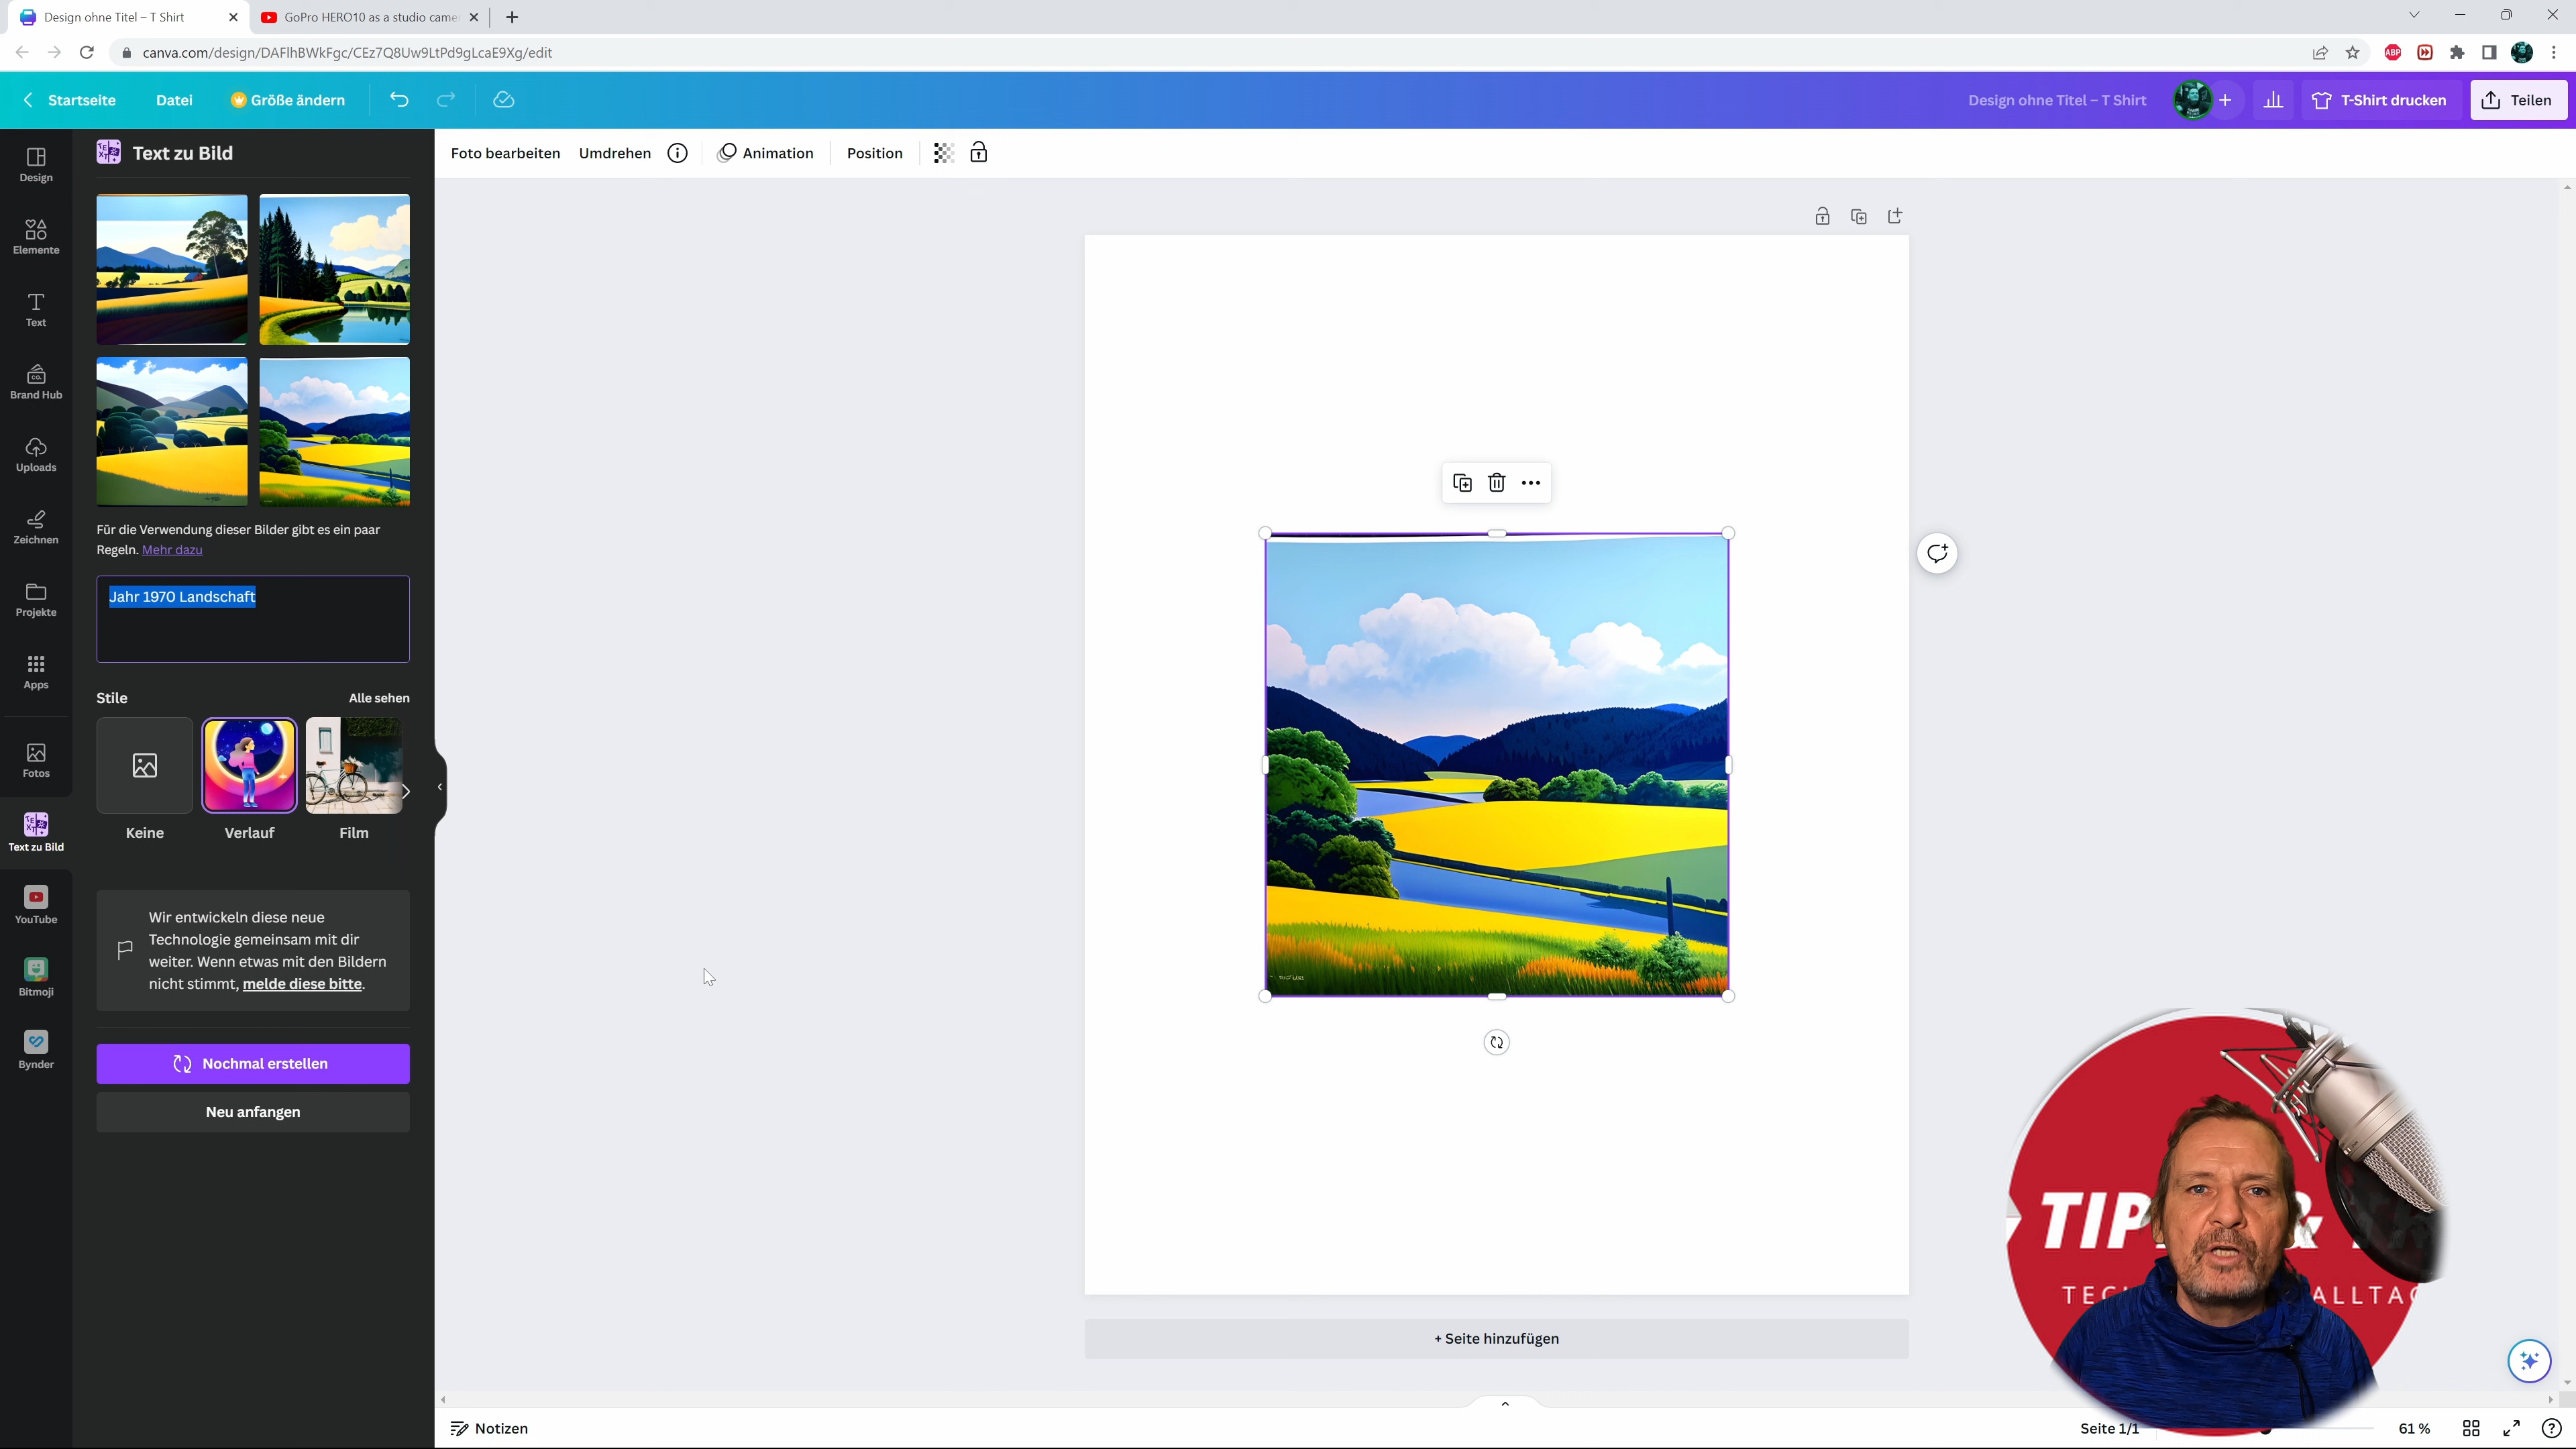 Design ohne Titel – T Shirt
GoPro HERO10 as a studio came
canva.com/design/DAFlhBWkFgc/CEz7Q8Uw9LtPd9gLcaE9Xg/edit
ABP
Startseite
Datei
Größe ändern
Design ohne Titel – T Shirt
T-Shirt drucken
Teilen
Text zu Bild
Foto bearbeiten
Umdrehen
Animation
Position
Design
Elemente
Text
Brand Hub
Uploads
Zeichnen
Projekte
Apps
Fotos
Text zu Bild
YouTube
Bitmoji
Bynder
Für die Verwendung dieser Bilder gibt es ein paar
Regeln. Mehr dazu
Jahr 1970 Landschaft
Stile
Alle sehen
Keine
Verlauf
Film
Wir entwickeln diese neue
Technologie gemeinsam mit dir
weiter. Wenn etwas mit den Bildern
nicht stimmt, melde diese bitte.
Nochmal erstellen
Neu anfangen
+ Seite hinzufügen
Notizen
Seite 1/1
61 %